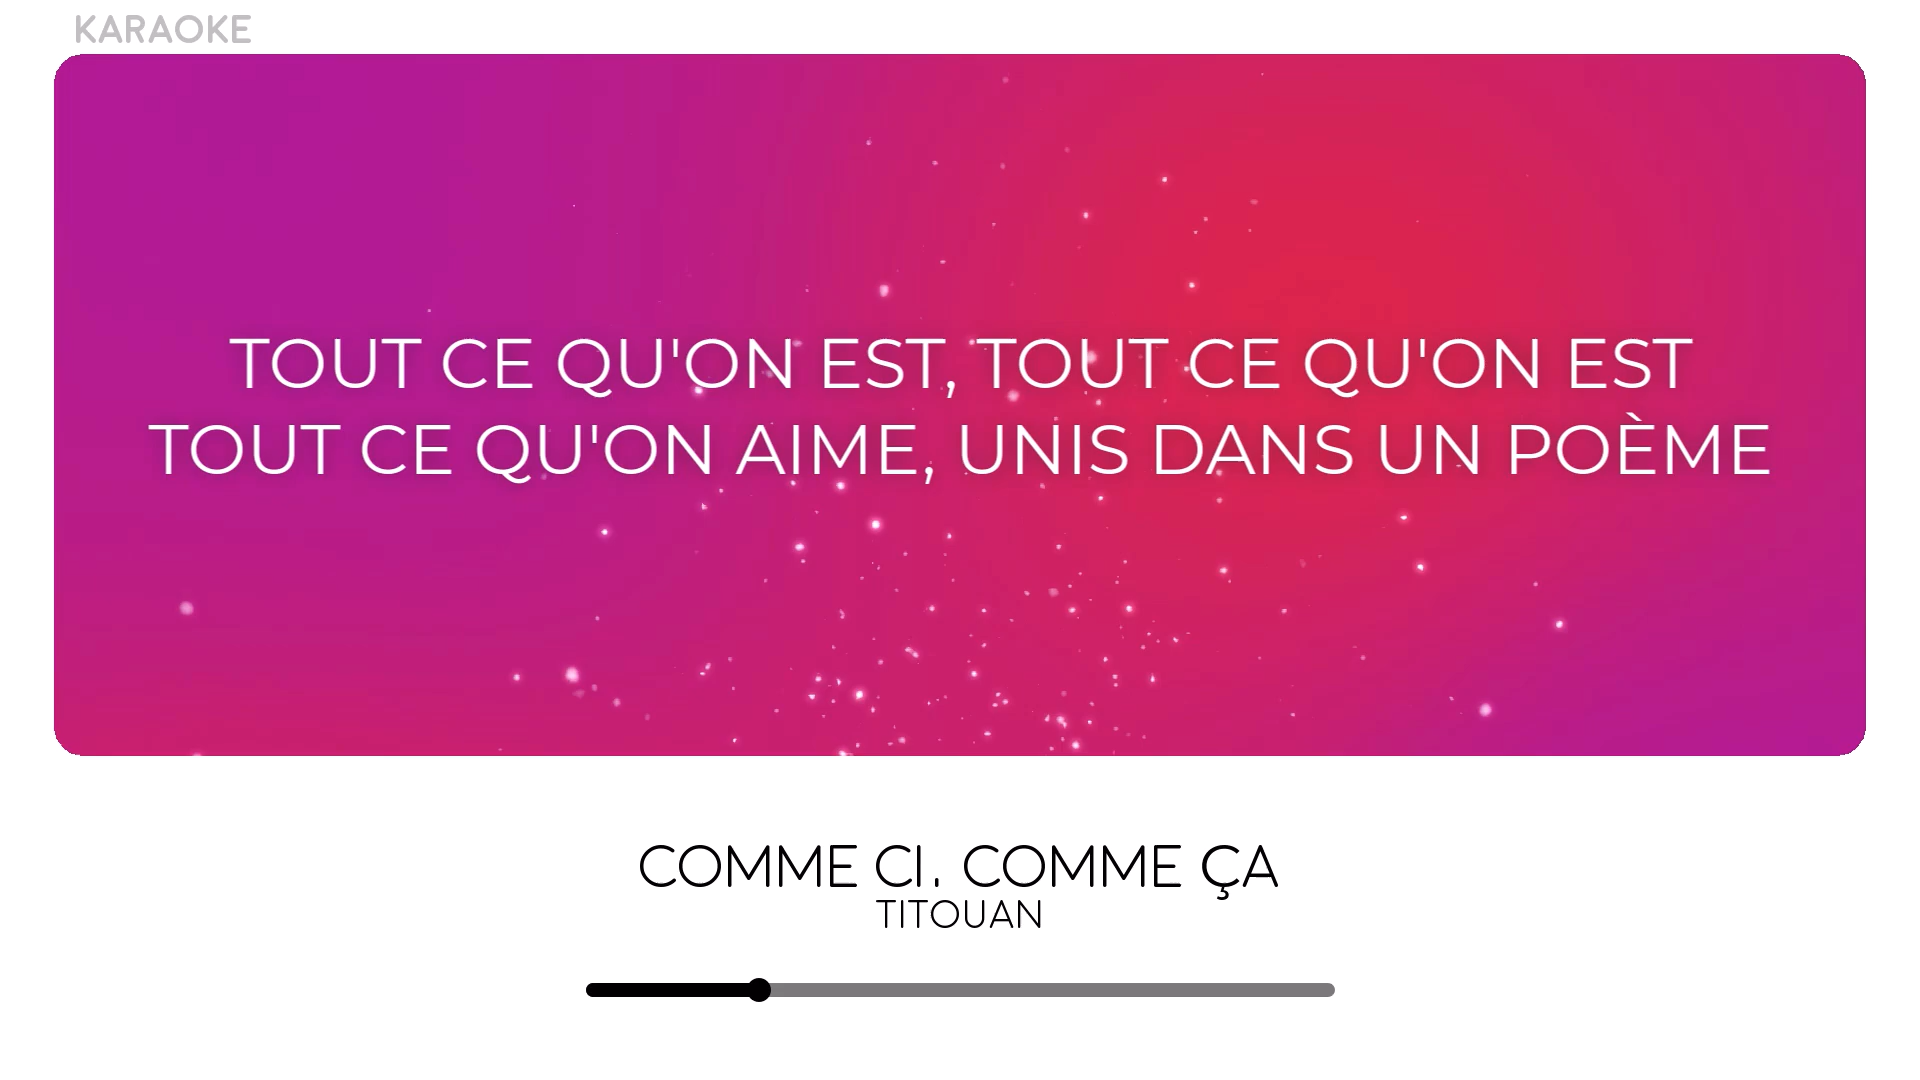 KARAOKE
TOUT CE QU'ON EST, TOUT CE QU'ON EST
TOUT CE QU'ON AIME, UNIS DANS UN POÈME
COMME CI, COMME ÇA
TITOUAN